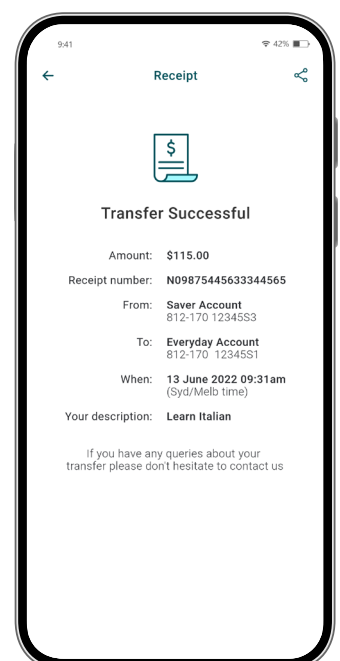 9:41 42%
Receipt
$
Transfer Successful
Amount: $115.00
Receipt number: N09875445633344565
From: Saver Account
812-170 12345S3
To: Everyday Account
812-170 12345S1
When: 13 June 2022 09:31am
(Syd/Melb time)
Your description: Learn Italian
If you have any queries about your
transfer please don't hesitate to contact us